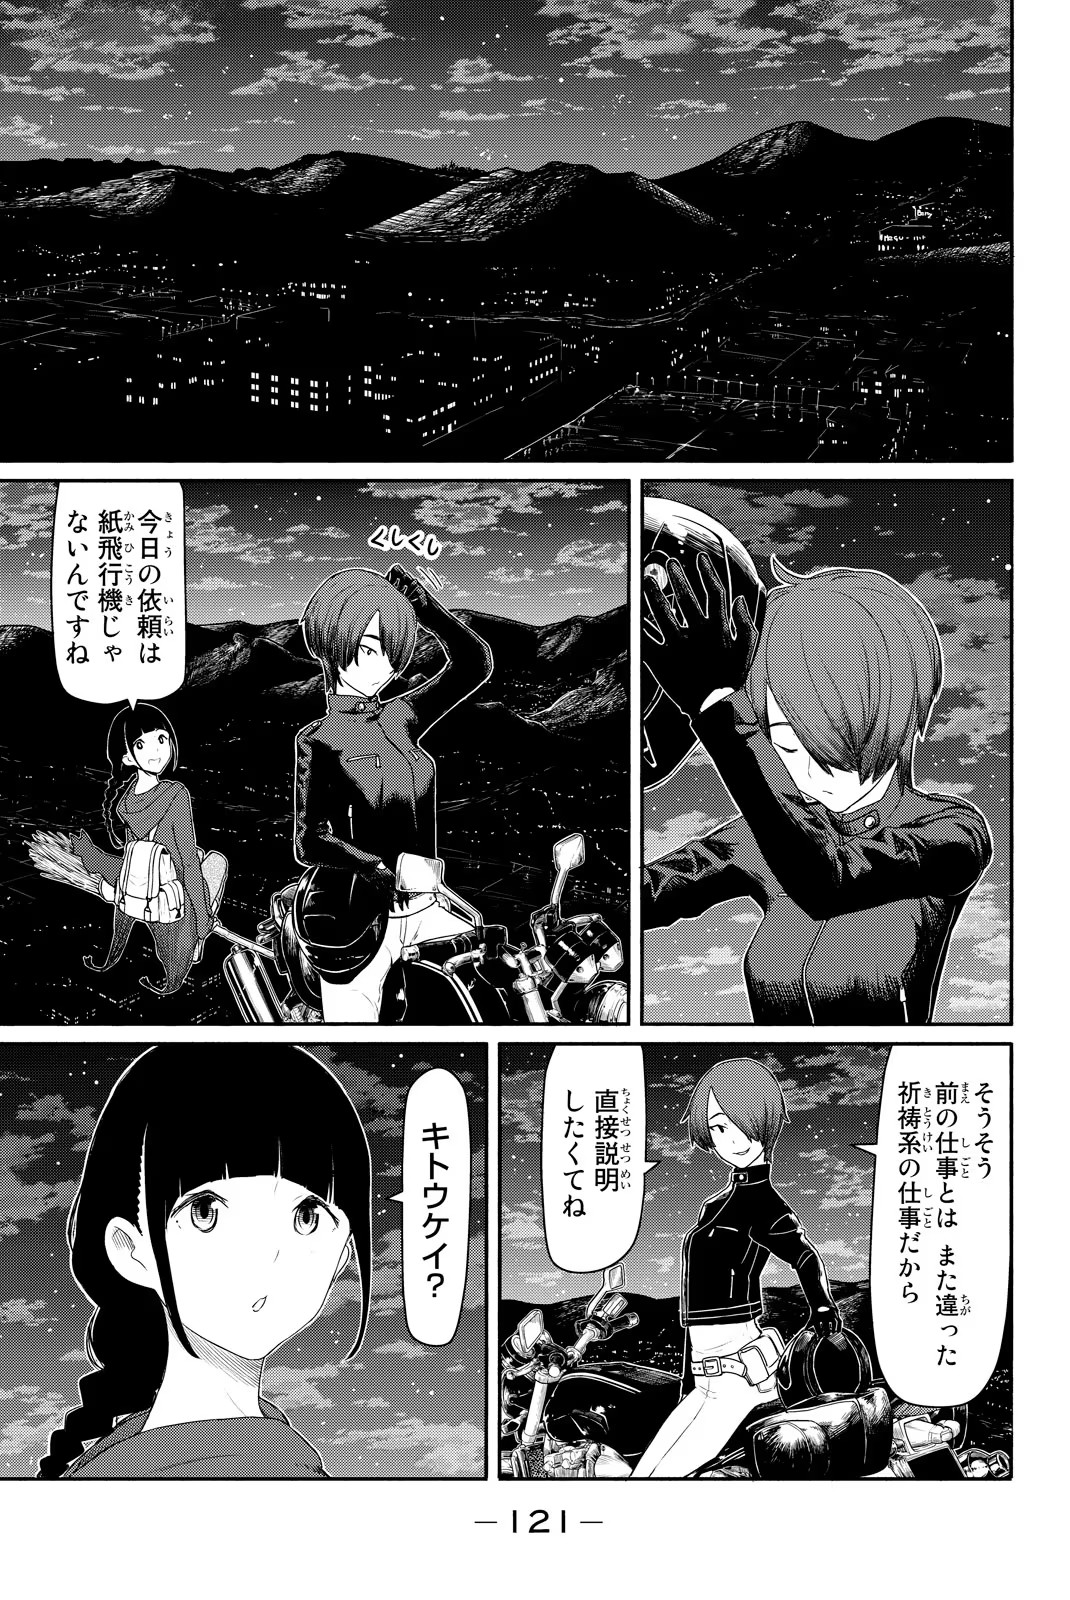 くしくし
今日の依頼は
紙飛行機じゃ
ないんですね
そうそう
前の仕事とは また違った
祈祷系の仕事だから
直接説明
したくてね
キトウケイ?
―121―